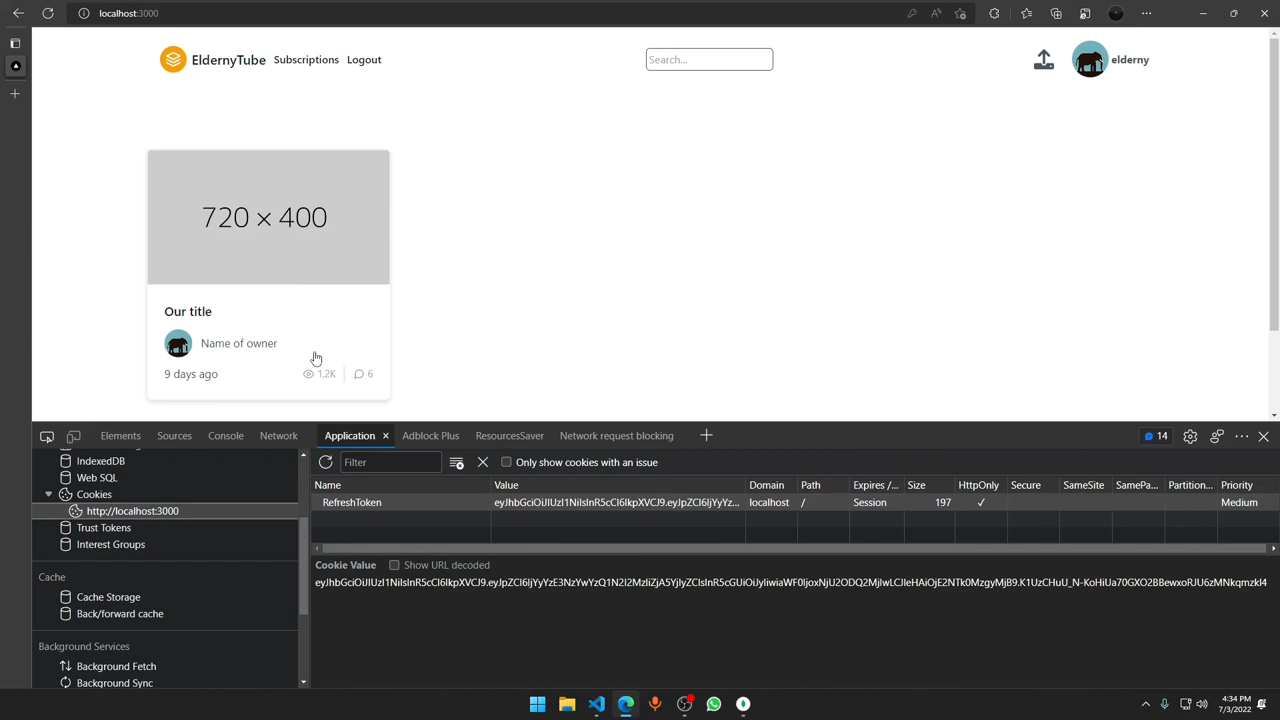 localhost:3000
EldernyTube Subscriptions Logout
Search...
elderny
720 × 400
Our title
Name of owner
9 days ago 1.2K 6
Elements Sources Console Network Application Adblock Plus ResourcesSaver Network request blocking 14
IndexedDB
Web SQL
Cookies
http://localhost:3000
Trust Tokens
Interest Groups
Cache
Cache Storage
Back/forward cache
Background Services
Background Fetch
Background Sync
Filter Only show cookies with an issue
Name Value Domain Path Expires /... Size HttpOnly Secure SameSite SamePa... Partition... Priority
RefreshToken localhost / Session 197 ✓ Medium
Cookie Value Show URL decoded
4:34 PM
7/3/2022